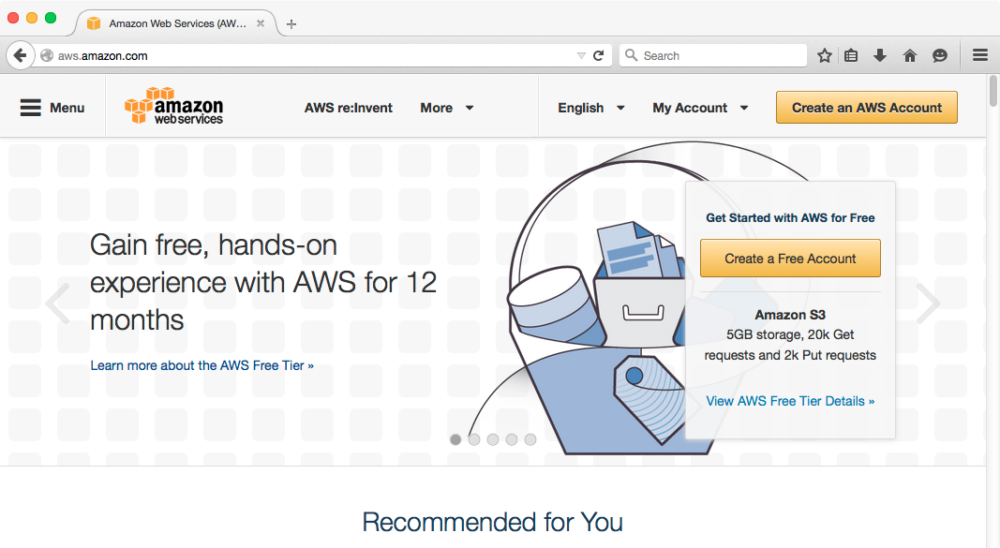 Amazon Web Services (AW...
aws.amazon.com
Search
Menu
amazon
web services
AWS re:Invent
More
English
My Account
Create an AWS Account
Gain free, hands-on
experience with AWS for 12
months
Learn more about the AWS Free Tier »
Get Started with AWS for Free
Create a Free Account
Amazon S3
5GB storage, 20k Get
requests and 2k Put requests
View AWS Free Tier Details »
Recommended for You